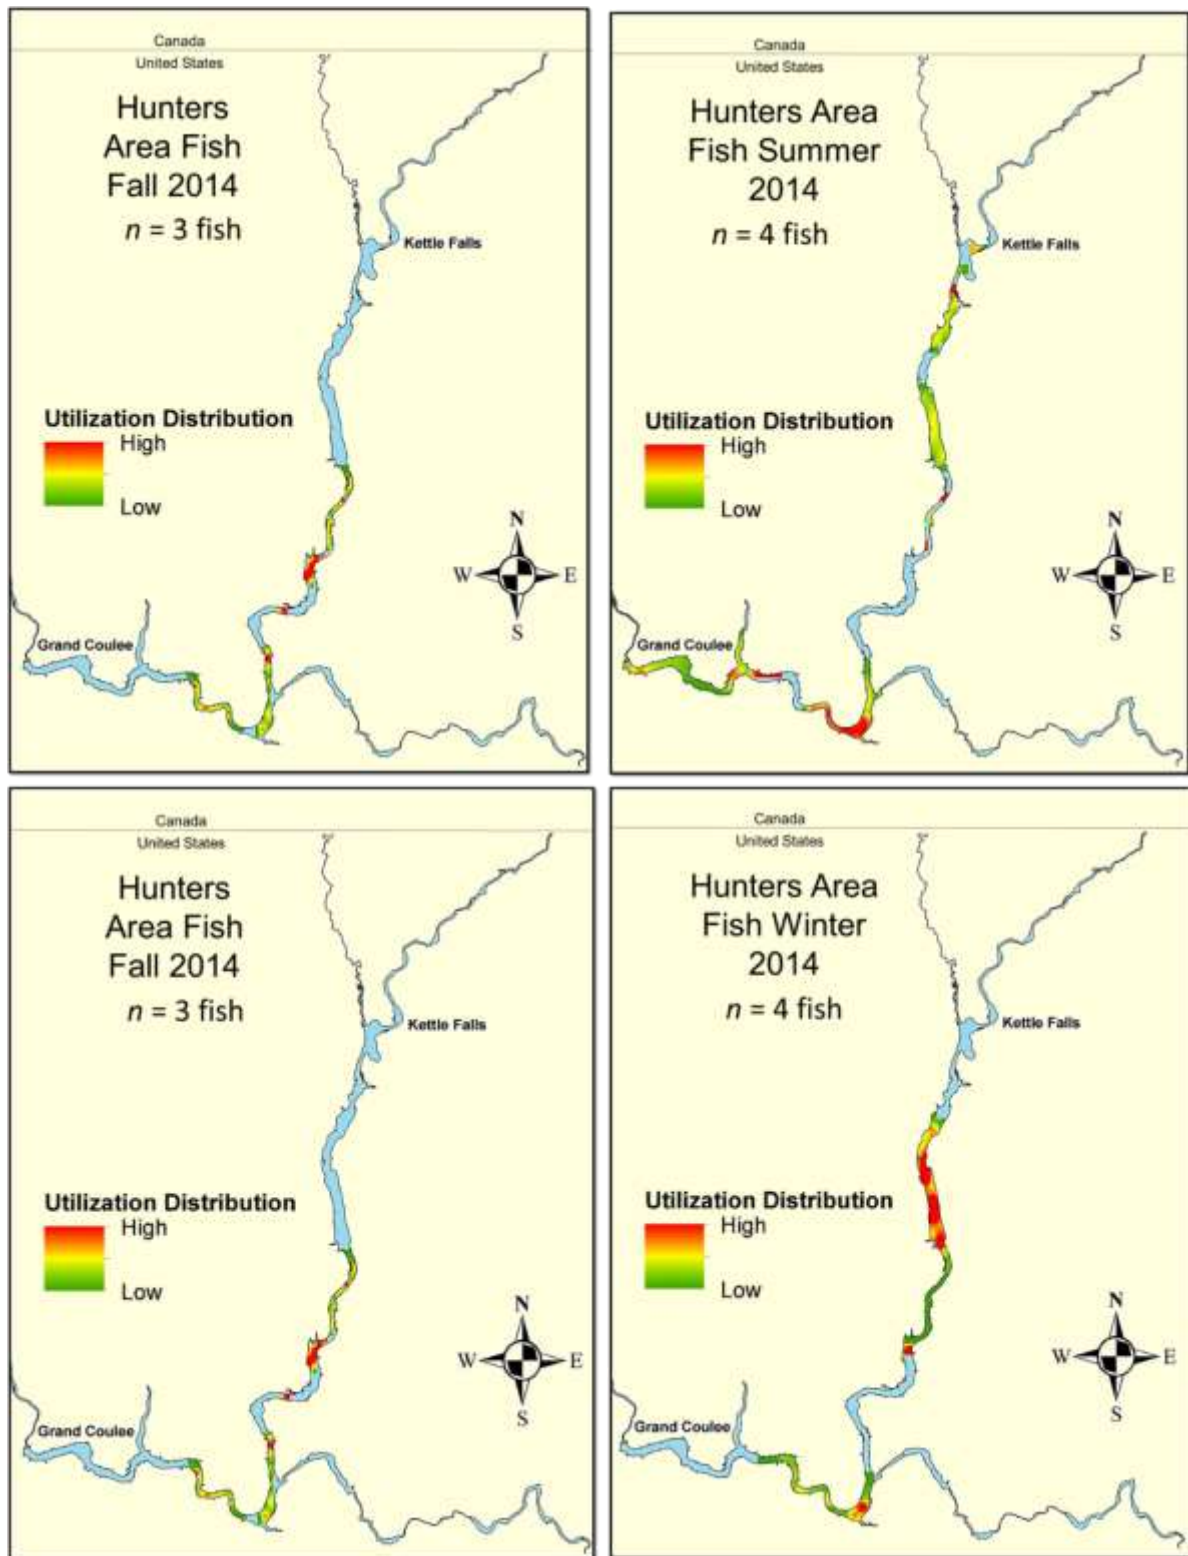 Canada
United States
Hunters
Area Fish
Fall 2014
n = 3 fish
Kettle Falls
Utilization Distribution
High
Low
N
W E
S
Grand Coulee
Canada
United States
Hunters Area
Fish Summer
2014
n = 4 fish
Kettle Falls
Utilization Distribution
High
Low
N
W E
S
Grand Coulee
Canada
United States
Hunters
Area Fish
Fall 2014
n = 3 fish
Kettle Falls
Utilization Distribution
High
Low
N
W E
S
Grand Coulee
Canada
United States
Hunters Area
Fish Winter
2014
n = 4 fish
Kettle Falls
Utilization Distribution
High
Low
N
W E
S
Grand Coulee